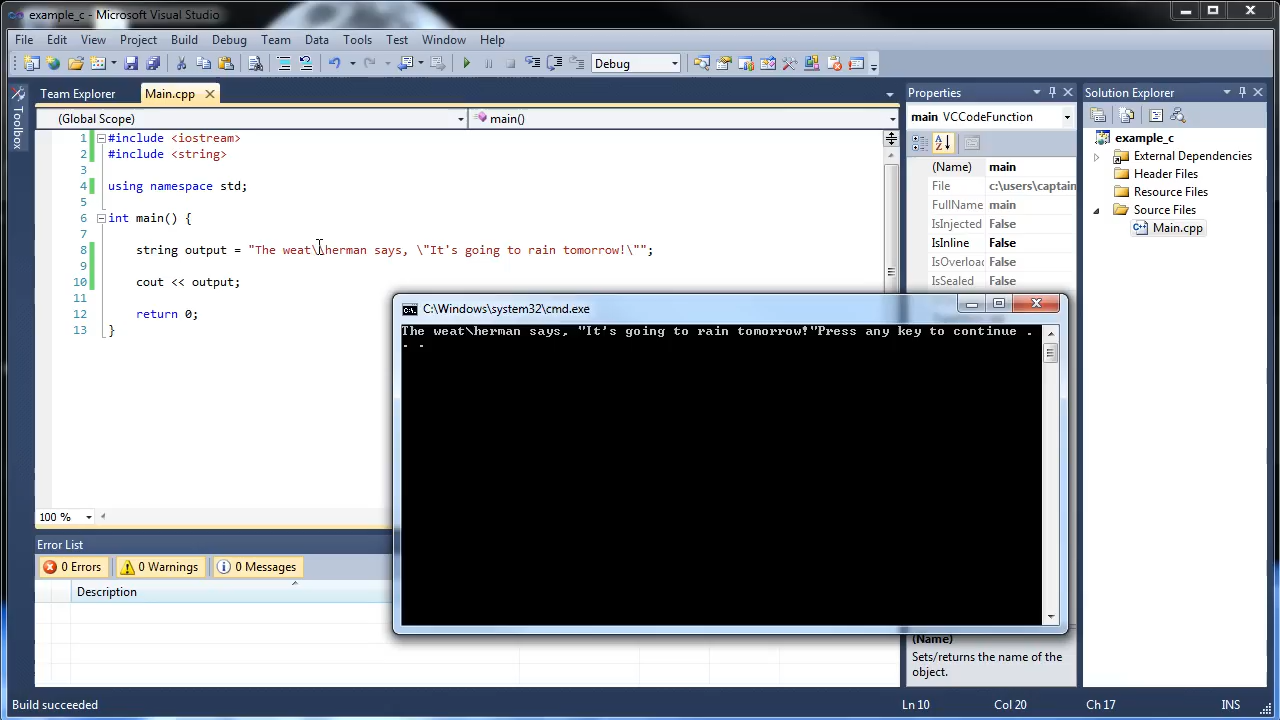 example_c - Microsoft Visual Studio
File Edit View Project Build Debug Team Data Tools Test Window Help
Debug
Team Explorer Main.cpp
(Global Scope) main()
1 #include <iostream>
2 #include <string>
3
4 using namespace std;
5
6 int main() {
7
8 string output = "The weat\\herman says, \"It's going to rain tomorrow!\"";
9
10 cout << output;
11
12 return 0;
13 }
100 %
Toolbox
C:\Windows\system32\cmd.exe
The weat\herman says, "It's going to rain tomorrow!"Press any key to continue .
. .
Properties
main VCCodeFunction
(Name) main
File c:\users\captain
FullName main
IsInjected False
IsInline False
IsOverloa False
IsSealed False
(Name)
Sets/returns the name of the
object.
Solution Explorer
example_c
External Dependencies
Header Files
Resource Files
Source Files
Main.cpp
Error List
0 Errors 0 Warnings 0 Messages
Description
Build succeeded Ln 10 Col 20 Ch 17 INS